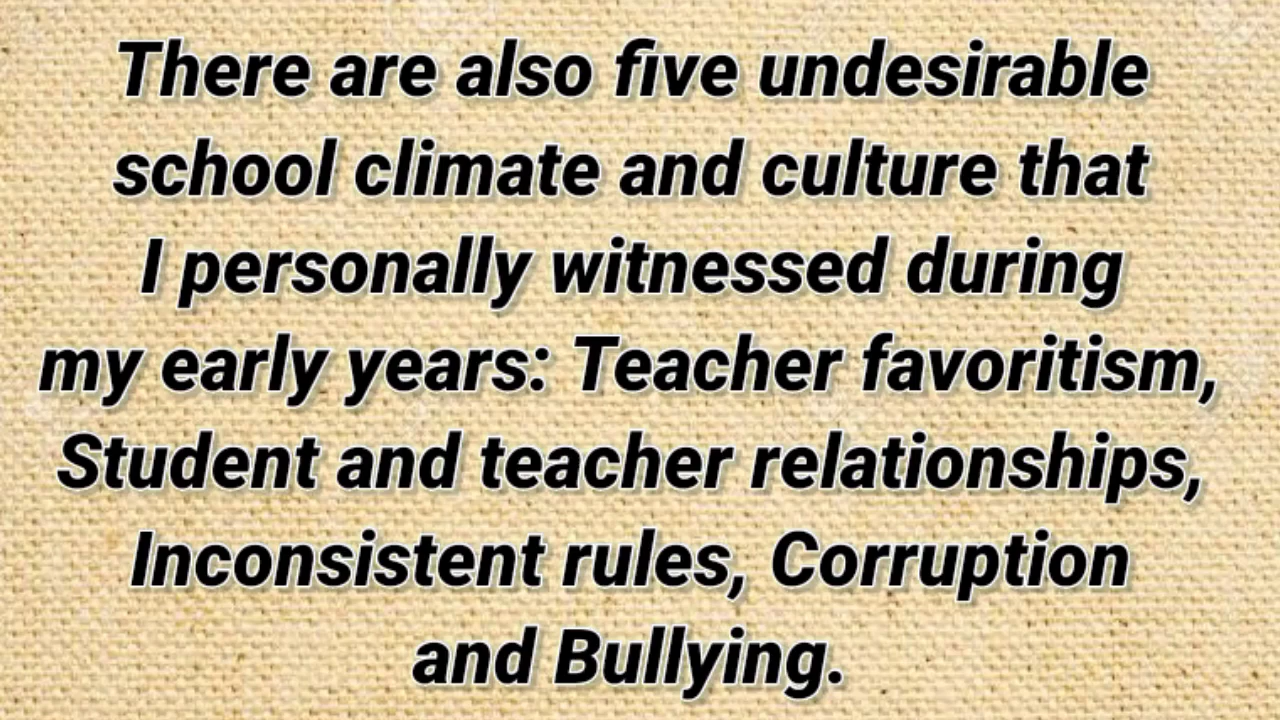 There are also five undesirable
school climate and culture that
I personally witnessed during
my early years: Teacher favoritism,
Student and teacher relationships,
Inconsistent rules, Corruption
and Bullying.